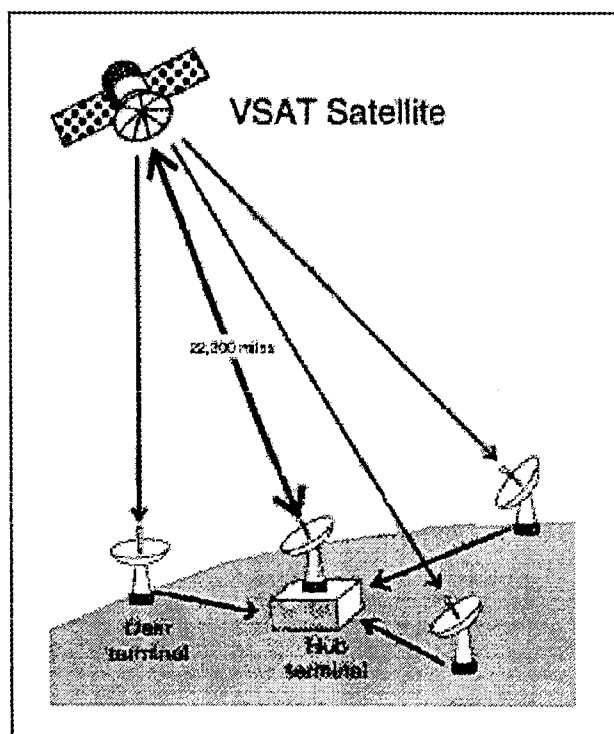 VSAT Satellite
22,300 miles
User
terminal
Hub
terminal